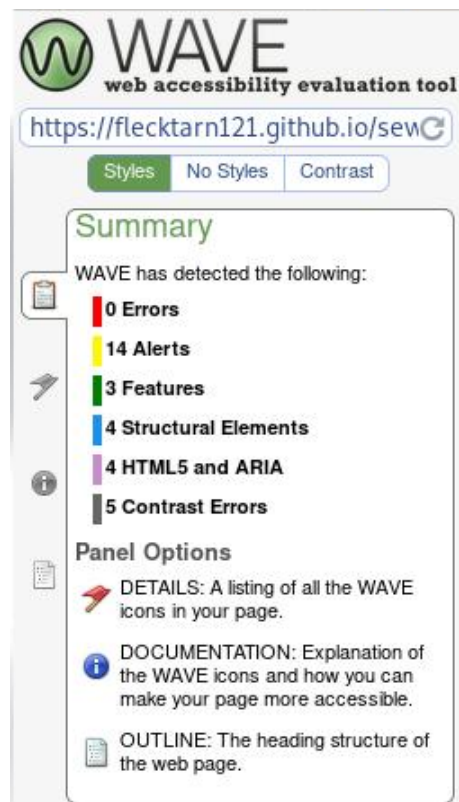 WAVE
web accessibility evaluation tool
https://flecktarn121.github.io/sew
Styles No Styles Contrast
Summary
WAVE has detected the following:
0 Errors
14 Alerts
3 Features
4 Structural Elements
4 HTML5 and ARIA
5 Contrast Errors
Panel Options
DETAILS: A listing of all the WAVE
icons in your page.
DOCUMENTATION: Explanation of
the WAVE icons and how you can
make your page more accessible.
OUTLINE: The heading structure of
the web page.